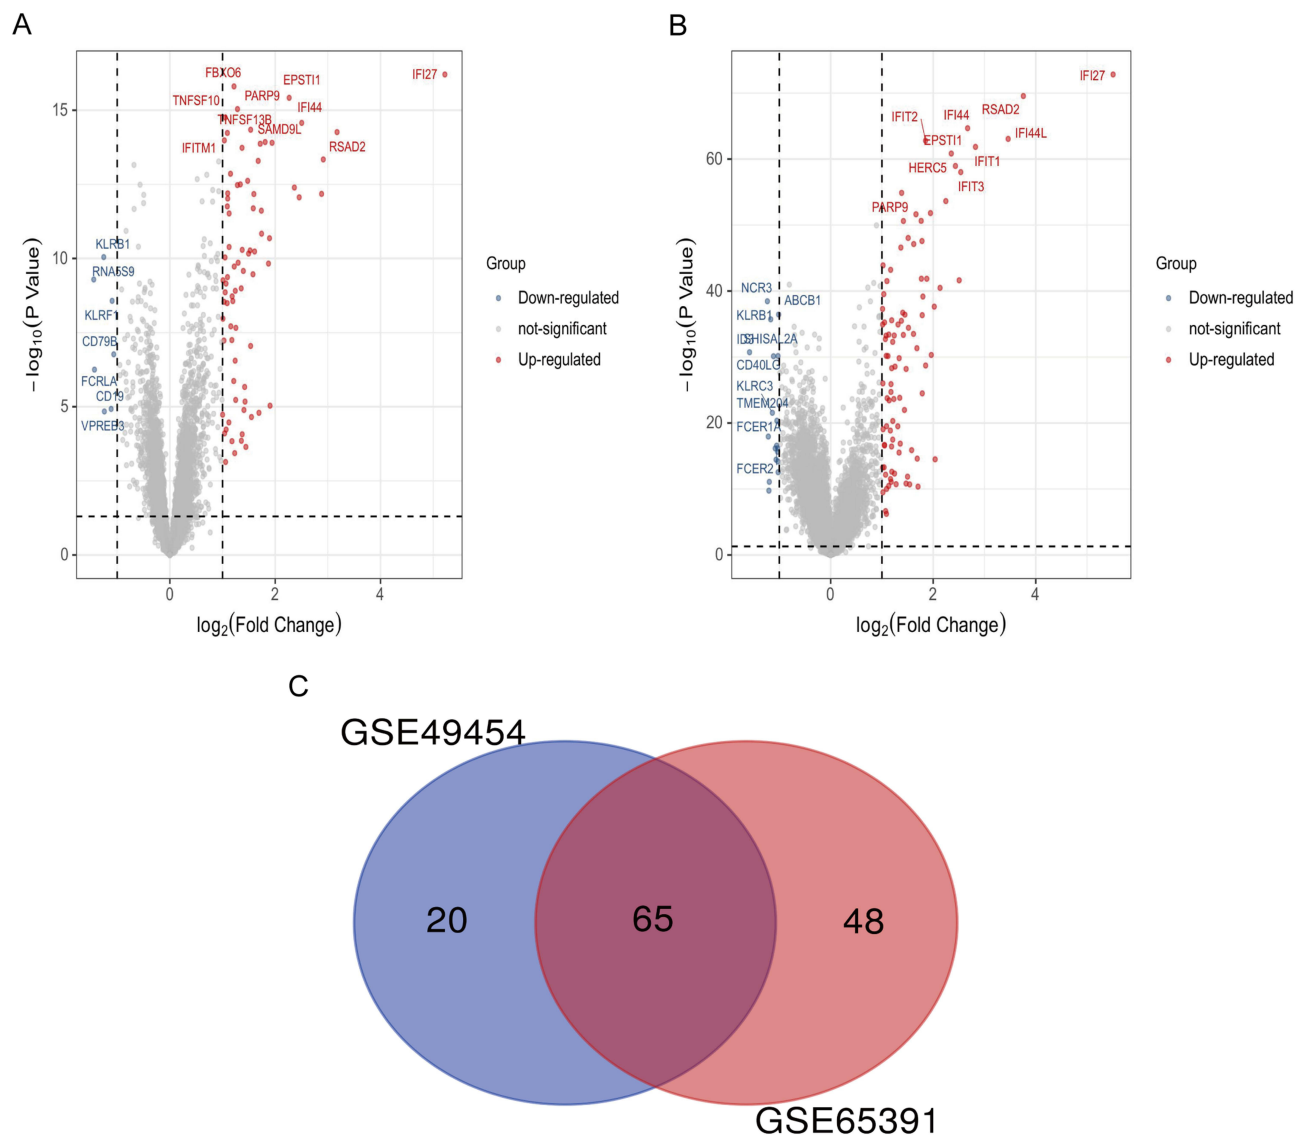 A
FBXO6
EPSTI1
IFI27
TNFSF10
PARP9
IFI44
TNFSF13B
SAMD9L
IFITM1
RSAD2
KLRB1
RNASS9
KLRF1
CD79B
FCRLA
CD19
VPREB3
15
10
5
0
−log10(P Value)
0
2
4
log2(Fold Change)
Group
Down-regulated
not-significant
Up-regulated
B
IFI27
RSAD2
IFIT2
IFI44
IFI44L
EPSTI1
IFIT1
HERC5
IFIT3
PARP9
NCR3
ABCB1
KLRB1
SHISAL2A
CD40LG
KLRC3
TMEM204
FCER1A
FCER2
60
40
20
0
−log10(P Value)
0
2
4
log2(Fold Change)
Group
Down-regulated
not-significant
Up-regulated
C
GSE49454
20
65
48
GSE65391